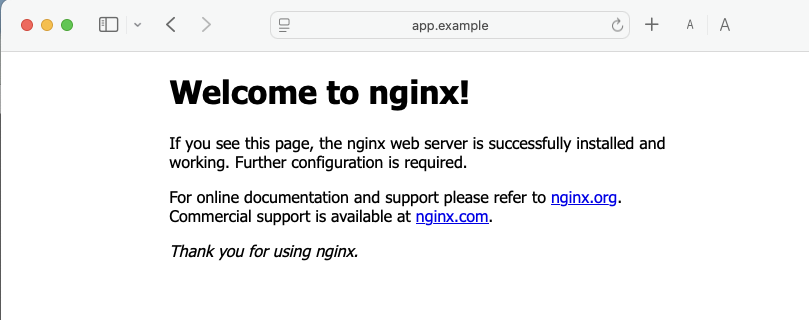 app.example
A A
Welcome to nginx!
If you see this page, the nginx web server is successfully installed and
working. Further configuration is required.
For online documentation and support please refer to nginx.org.
Commercial support is available at nginx.com.
Thank you for using nginx.